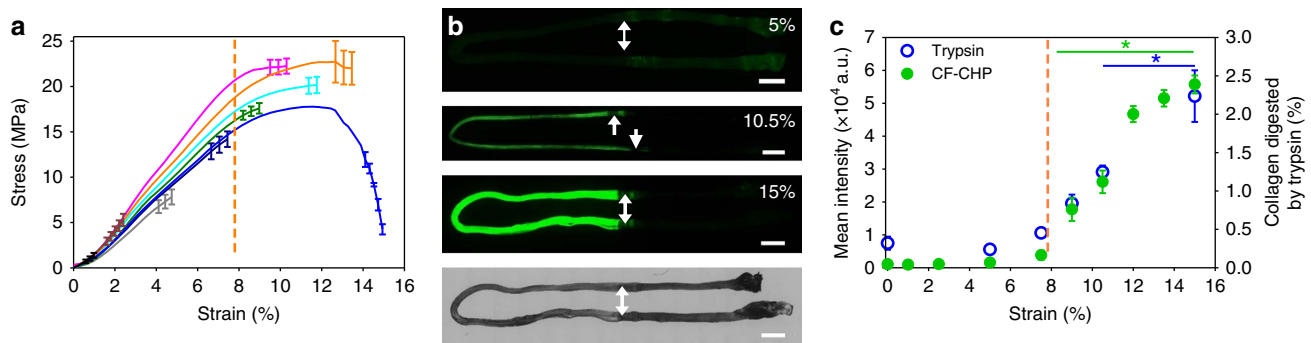 a
25
20
15
10
5
0
Stress (MPa)
0 2 4 6 8 10 12 14 16
Strain (%)
b
5%
10.5%
15%
c
7
6
5
4
3
2
1
0
Mean intensity (×10⁴ a.u.)
Trypsin
CF-CHP
*
*
3.0
2.5
2.0
1.5
1.0
0.5
0.0
Collagen digested
by trypsin (%)
0 2 4 6 8 10 12 14 16
Strain (%)